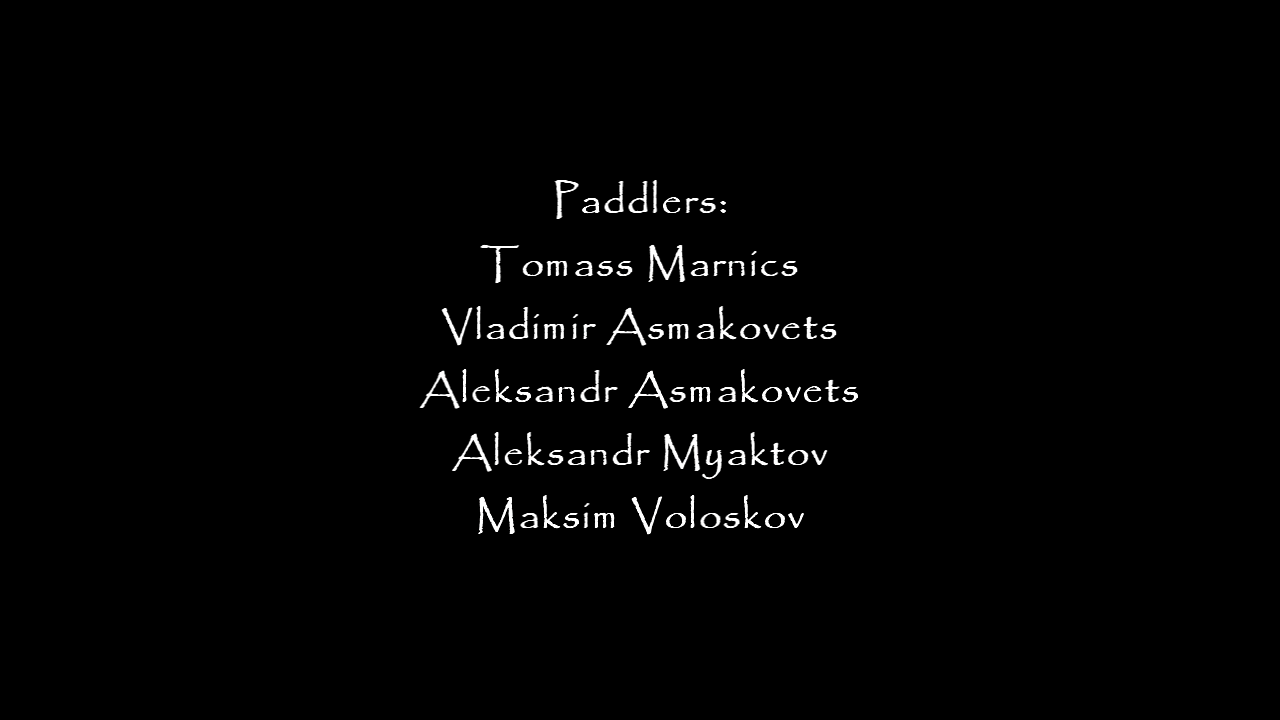 Paddlers:
Tomass Marnics
Vladimir Asmakovets
Aleksandr Asmakovets
Aleksandr Myaktov
Maksim Voloskov